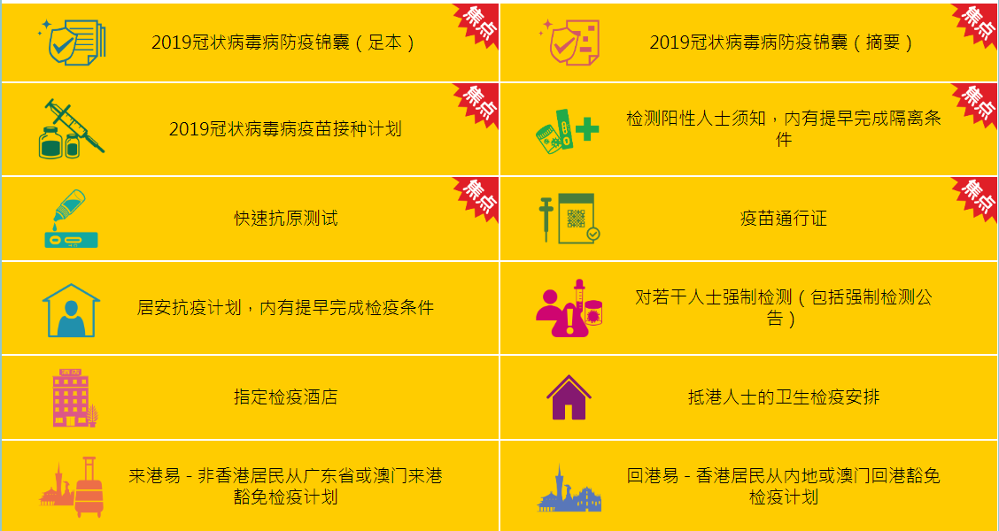 2019冠状病毒病防疫锦囊（足本）
焦点
2019冠状病毒病防疫锦囊（摘要）
焦点
2019冠状病毒病疫苗接种计划
焦点
检测阳性人士须知，内有提早完成隔离条
件
焦点
快速抗原测试
焦点
疫苗通行证
焦点
居安抗疫计划，内有提早完成检疫条件
对若干人士强制检测（包括强制检测公
告）
指定检疫酒店
抵港人士的卫生检疫安排
来港易 - 非香港居民从广东省或澳门来港
豁免检疫计划
回港易 - 香港居民从内地或澳门回港豁免
检疫计划